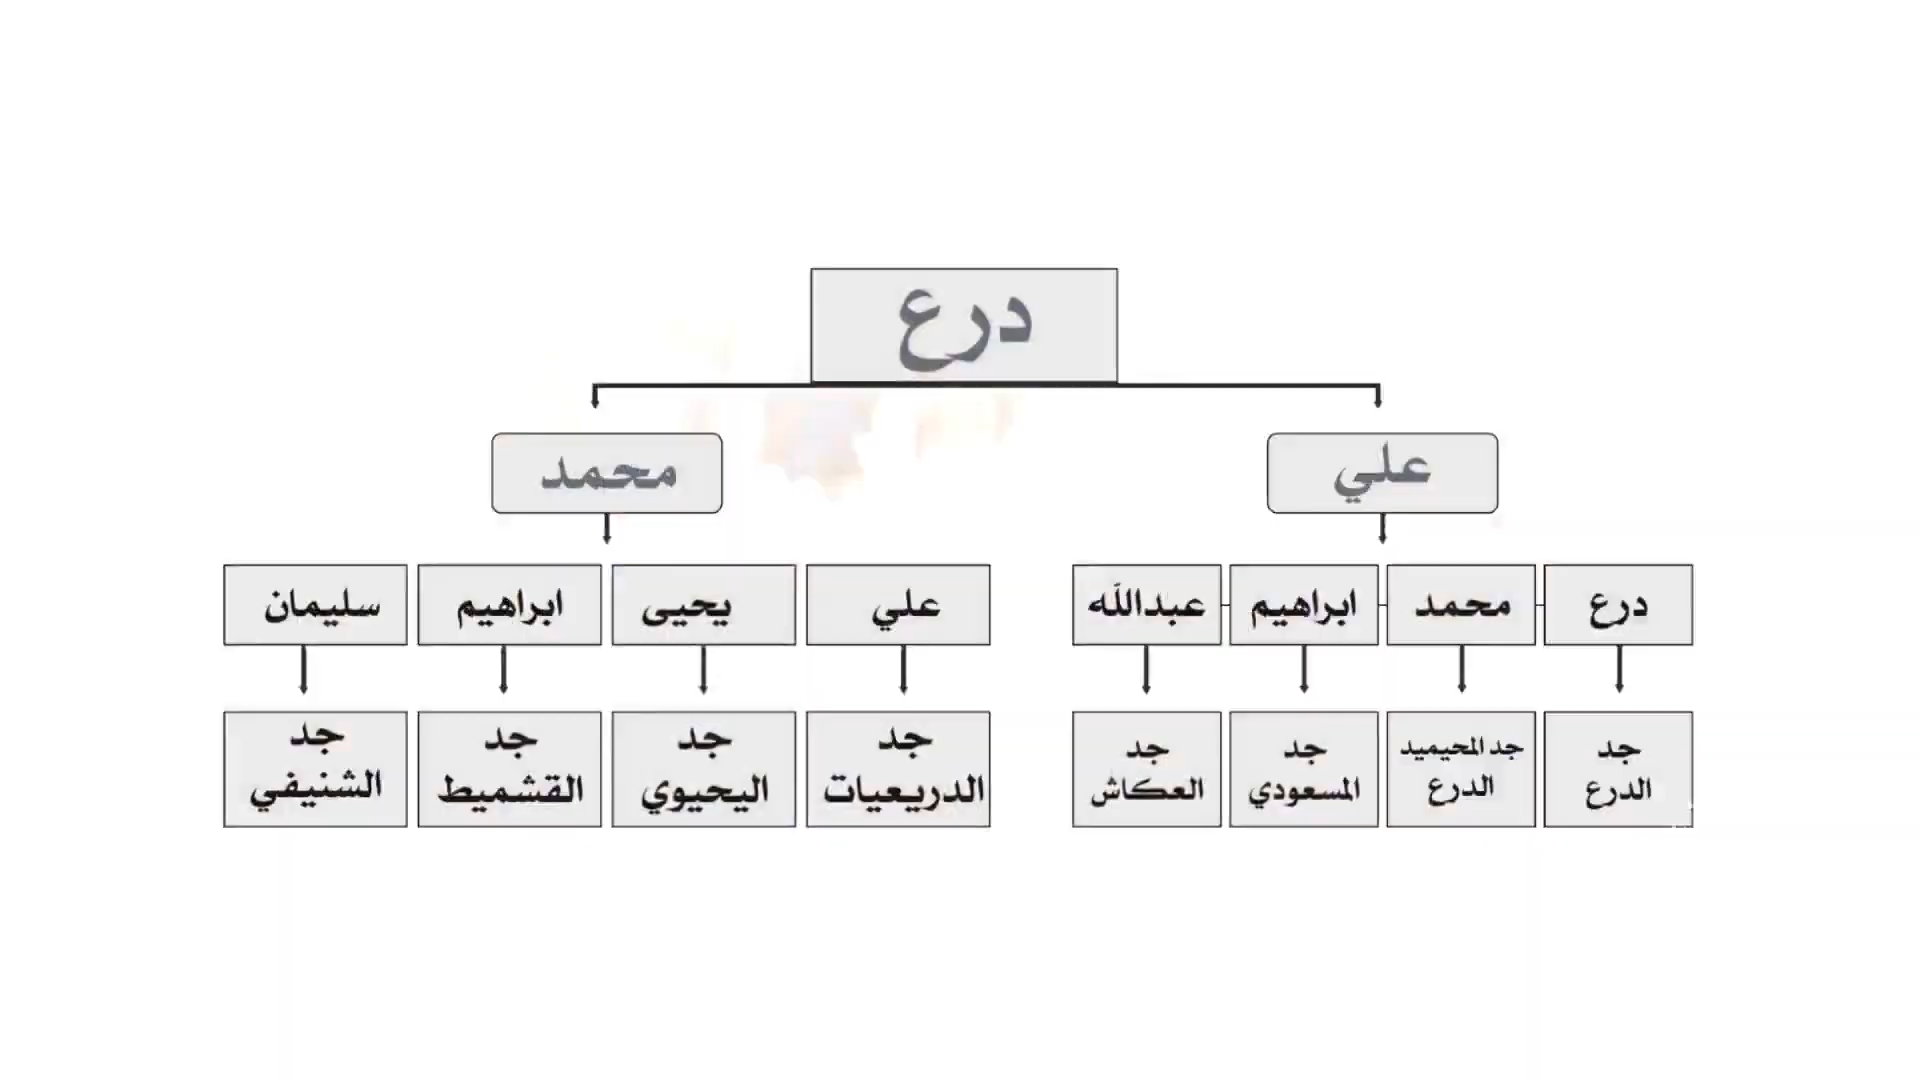 درع
علي
محمد
درع
محمد
ابراهيم
عبدالله
علي
يحيى
ابراهيم
سليمان
جد
الدرع
جد المحيميد
الدرع
جد
المسعودي
جد
العكاش
جد
الدريعيات
جد
اليحيوي
جد
القشميط
جد
الشنيفي